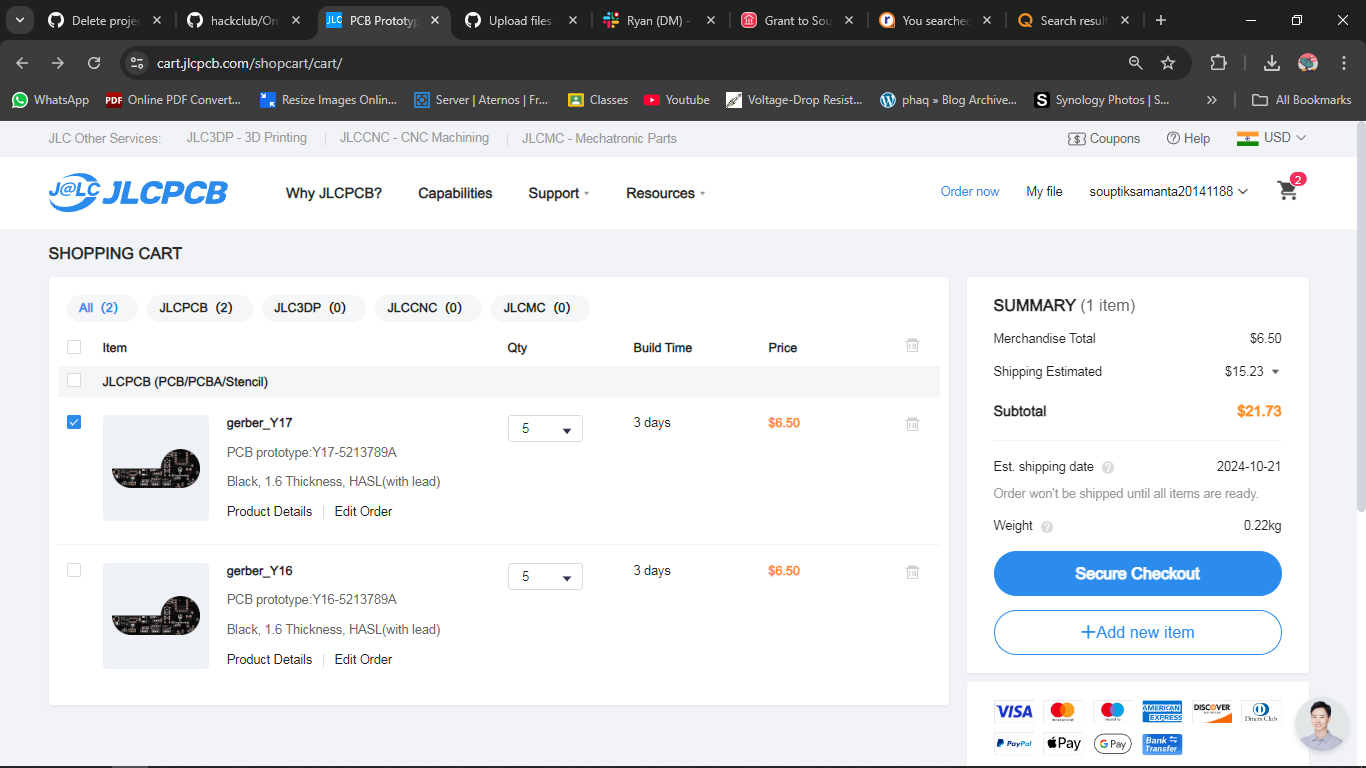 Delete proje
hackclub/On
PCB Prototyp
Upload files
Ryan (DM) -
Grant to Sou
You searched
Search result
cart.jlcpcb.com/shopcart/cart/
WhatsApp
Online PDF Convert...
Resize Images Onlin...
Server | Aternos | Fr...
Classes
Youtube
Voltage-Drop Resist...
phaq » Blog Archive...
Synology Photos | S...
All Bookmarks
JLC Other Services:
JLC3DP - 3D Printing
JLCCNC - CNC Machining
JLCMC - Mechatronic Parts
Coupons
Help
USD
J@LC JLCPCB
Why JLCPCB?
Capabilities
Support
Resources
Order now
My file
souptiksamanta20141188
2
SHOPPING CART
All (2)
JLCPCB (2)
JLC3DP (0)
JLCCNC (0)
JLCMC (0)
Item
Qty
Build Time
Price
JLCPCB (PCB/PCBA/Stencil)
gerber_Y17
5
3 days
$6.50
PCB prototype:Y17-5213789A
Black, 1.6 Thickness, HASL(with lead)
Product Details
Edit Order
gerber_Y16
5
3 days
$6.50
PCB prototype:Y16-5213789A
Black, 1.6 Thickness, HASL(with lead)
Product Details
Edit Order
SUMMARY (1 item)
Merchandise Total
$6.50
Shipping Estimated
$15.23
Subtotal
$21.73
Est. shipping date
2024-10-21
Order won't be shipped until all items are ready.
Weight
0.22kg
Secure Checkout
+Add new item
VISA
mastercard
maestro
AMERICAN EXPRESS
DISCOVER
Diners Club
PayPal
Pay
G Pay
Bank Transfer